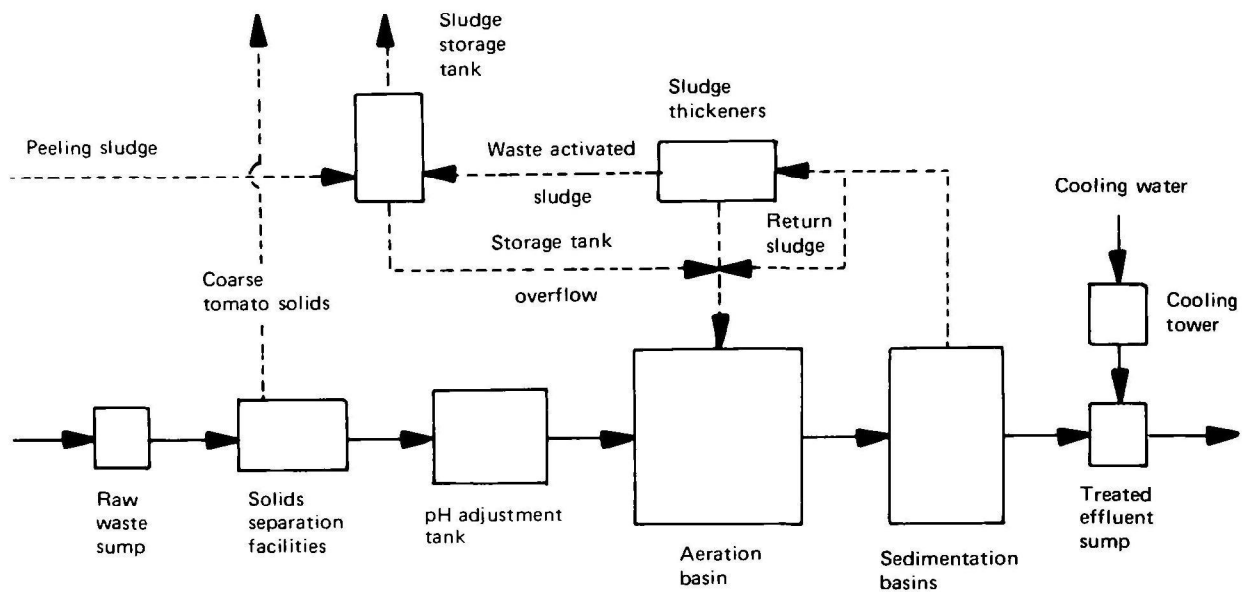 Sludge
storage
tank
Sludge
thickeners
Peeling sludge
Waste activated
sludge
Cooling water
Return
sludge
Storage tank
overflow
Coarse
tomato solids
Cooling
tower
Raw
waste
sump
Solids
separation
facilities
pH adjustment
tank
Aeration
basin
Sedimentation
basins
Treated
effluent
sump